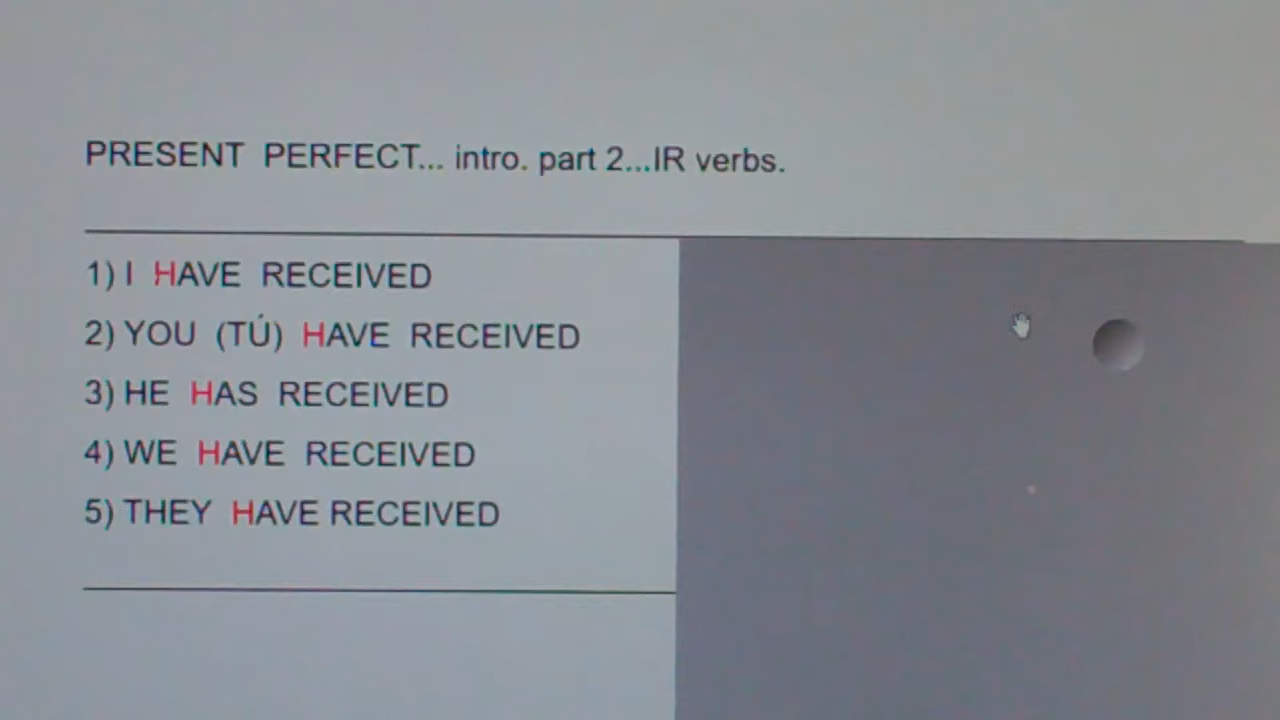 PRESENT PERFECT... intro. part 2...IR verbs.
1) I HAVE RECEIVED
2) YOU (TÚ) HAVE RECEIVED
3) HE HAS RECEIVED
4) WE HAVE RECEIVED
5) THEY HAVE RECEIVED